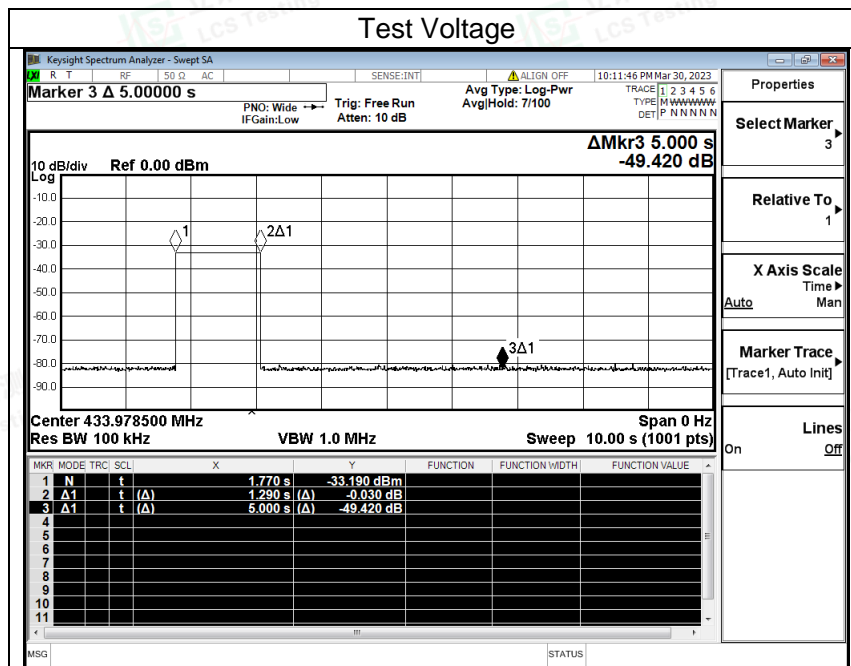 LCS Testing
Test Voltage
Keysight Spectrum Analyzer - Swept SA
LXI R T RF 50 Ω AC SENSE:INT ALIGN OFF 10:11:46 PM Mar 30, 2023
Marker 3 Δ 5.00000 s
PNO: Wide
IFGain:Low
Trig: Free Run
Atten: 10 dB
Avg Type: Log-Pwr
Avg|Hold: 7/100
TRACE 1 2 3 4 5 6
TYPE M WWWWW
DET P N N N N N
ΔMkr3 5.000 s
-49.420 dB
10 dB/div Ref 0.00 dBm
Log
-10.0
-20.0
-30.0
-40.0
-50.0
-60.0
-70.0
-80.0
-90.0
1
2Δ1
3Δ1
Center 433.978500 MHz Span 0 Hz
Res BW 100 kHz VBW 1.0 MHz Sweep 10.00 s (1001 pts)
MKR MODE TRC SCL X Y FUNCTION FUNCTION WIDTH FUNCTION VALUE
1 N t 1.770 s -33.190 dBm
2 Δ1 t (Δ) 1.290 s (Δ) -0.030 dB
3 Δ1 t (Δ) 5.000 s (Δ) -49.420 dB
4
5
6
7
8
9
10
11
MSG STATUS
Properties
Select Marker
3
Relative To
1
X Axis Scale
Time
Auto Man
Marker Trace
[Trace1, Auto Init]
Lines
On Off